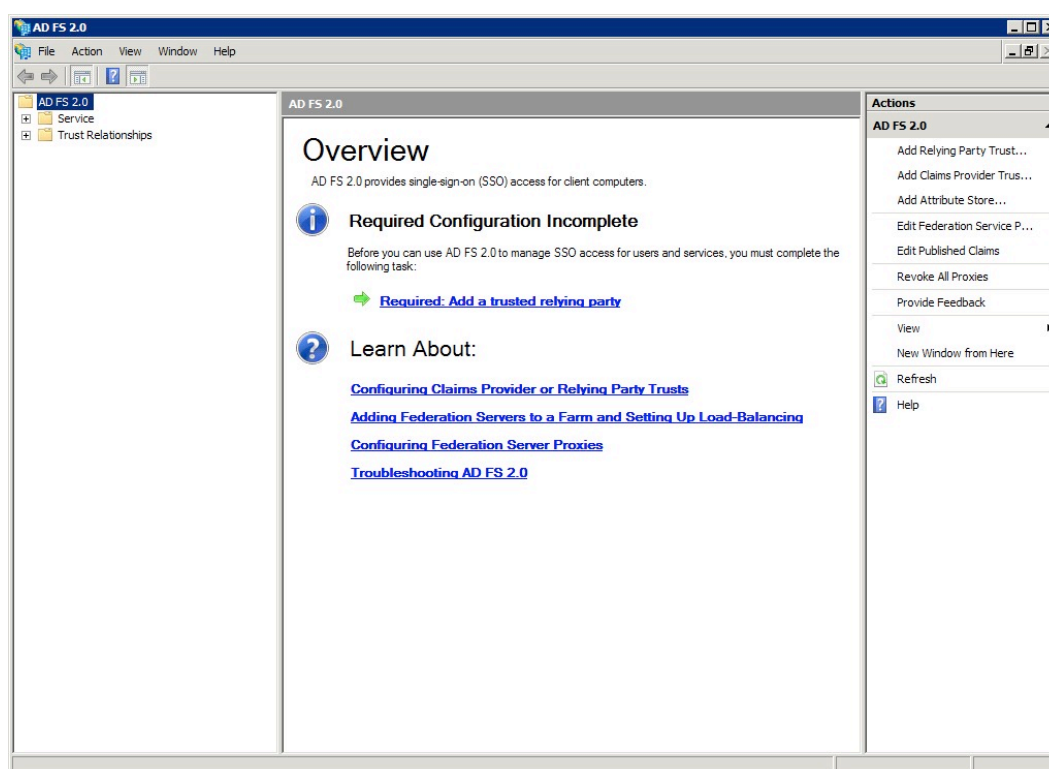 AD FS 2.0
File Action View Window Help
AD FS 2.0
Service
Trust Relationships
AD FS 2.0
Overview
AD FS 2.0 provides single-sign-on (SSO) access for client computers.
Required Configuration Incomplete
Before you can use AD FS 2.0 to manage SSO access for users and services, you must complete the
following task:
Required: Add a trusted relying party
Learn About:
Configuring Claims Provider or Relying Party Trusts
Adding Federation Servers to a Farm and Setting Up Load-Balancing
Configuring Federation Server Proxies
Troubleshooting AD FS 2.0
Actions
AD FS 2.0
Add Relying Party Trust...
Add Claims Provider Trus...
Add Attribute Store...
Edit Federation Service P...
Edit Published Claims
Revoke All Proxies
Provide Feedback
View
New Window from Here
Refresh
Help